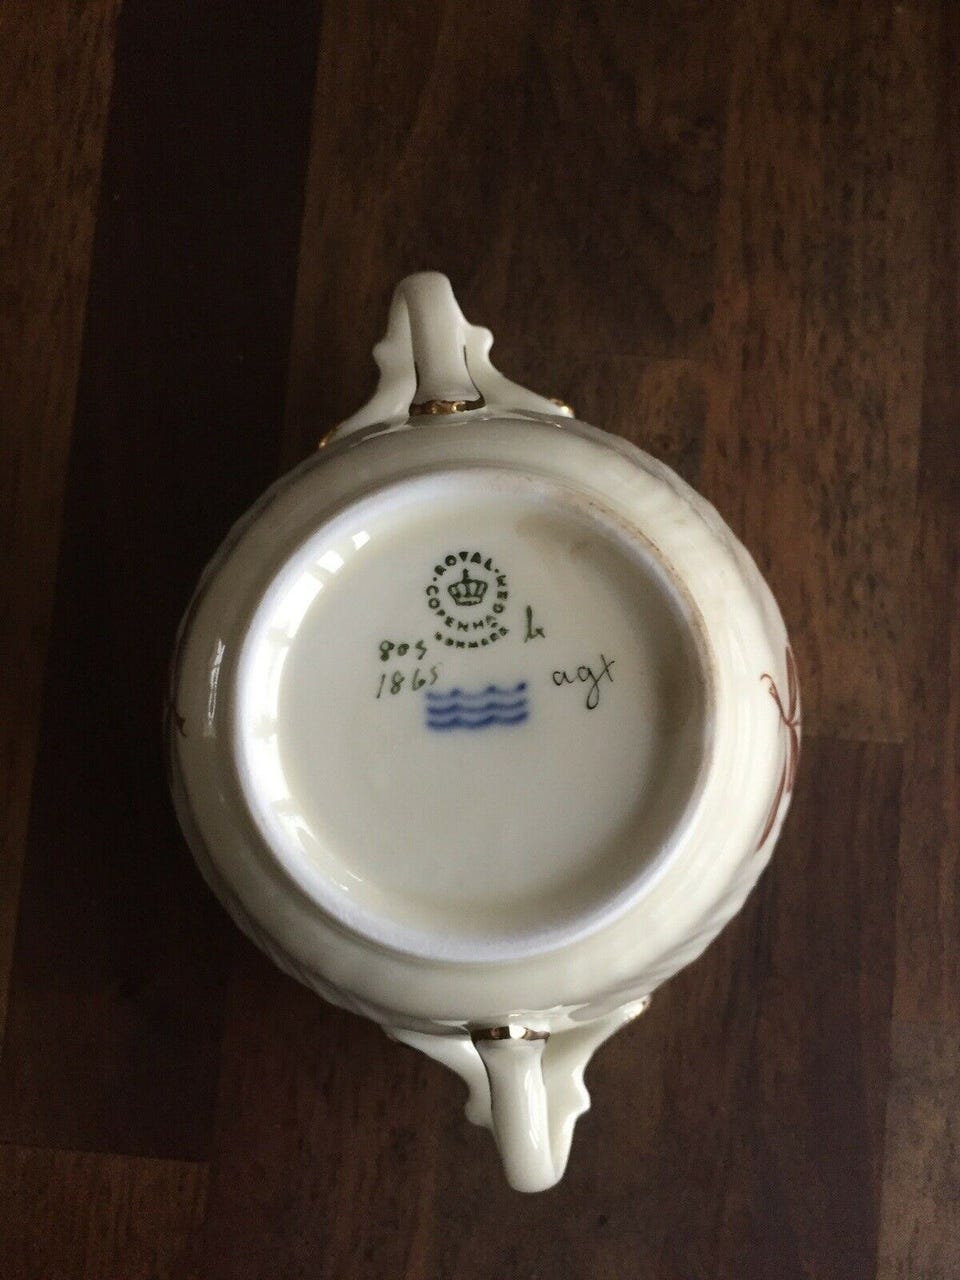 ROYAL
COPENHAGEN
DENMARK
805 h
1865
agt